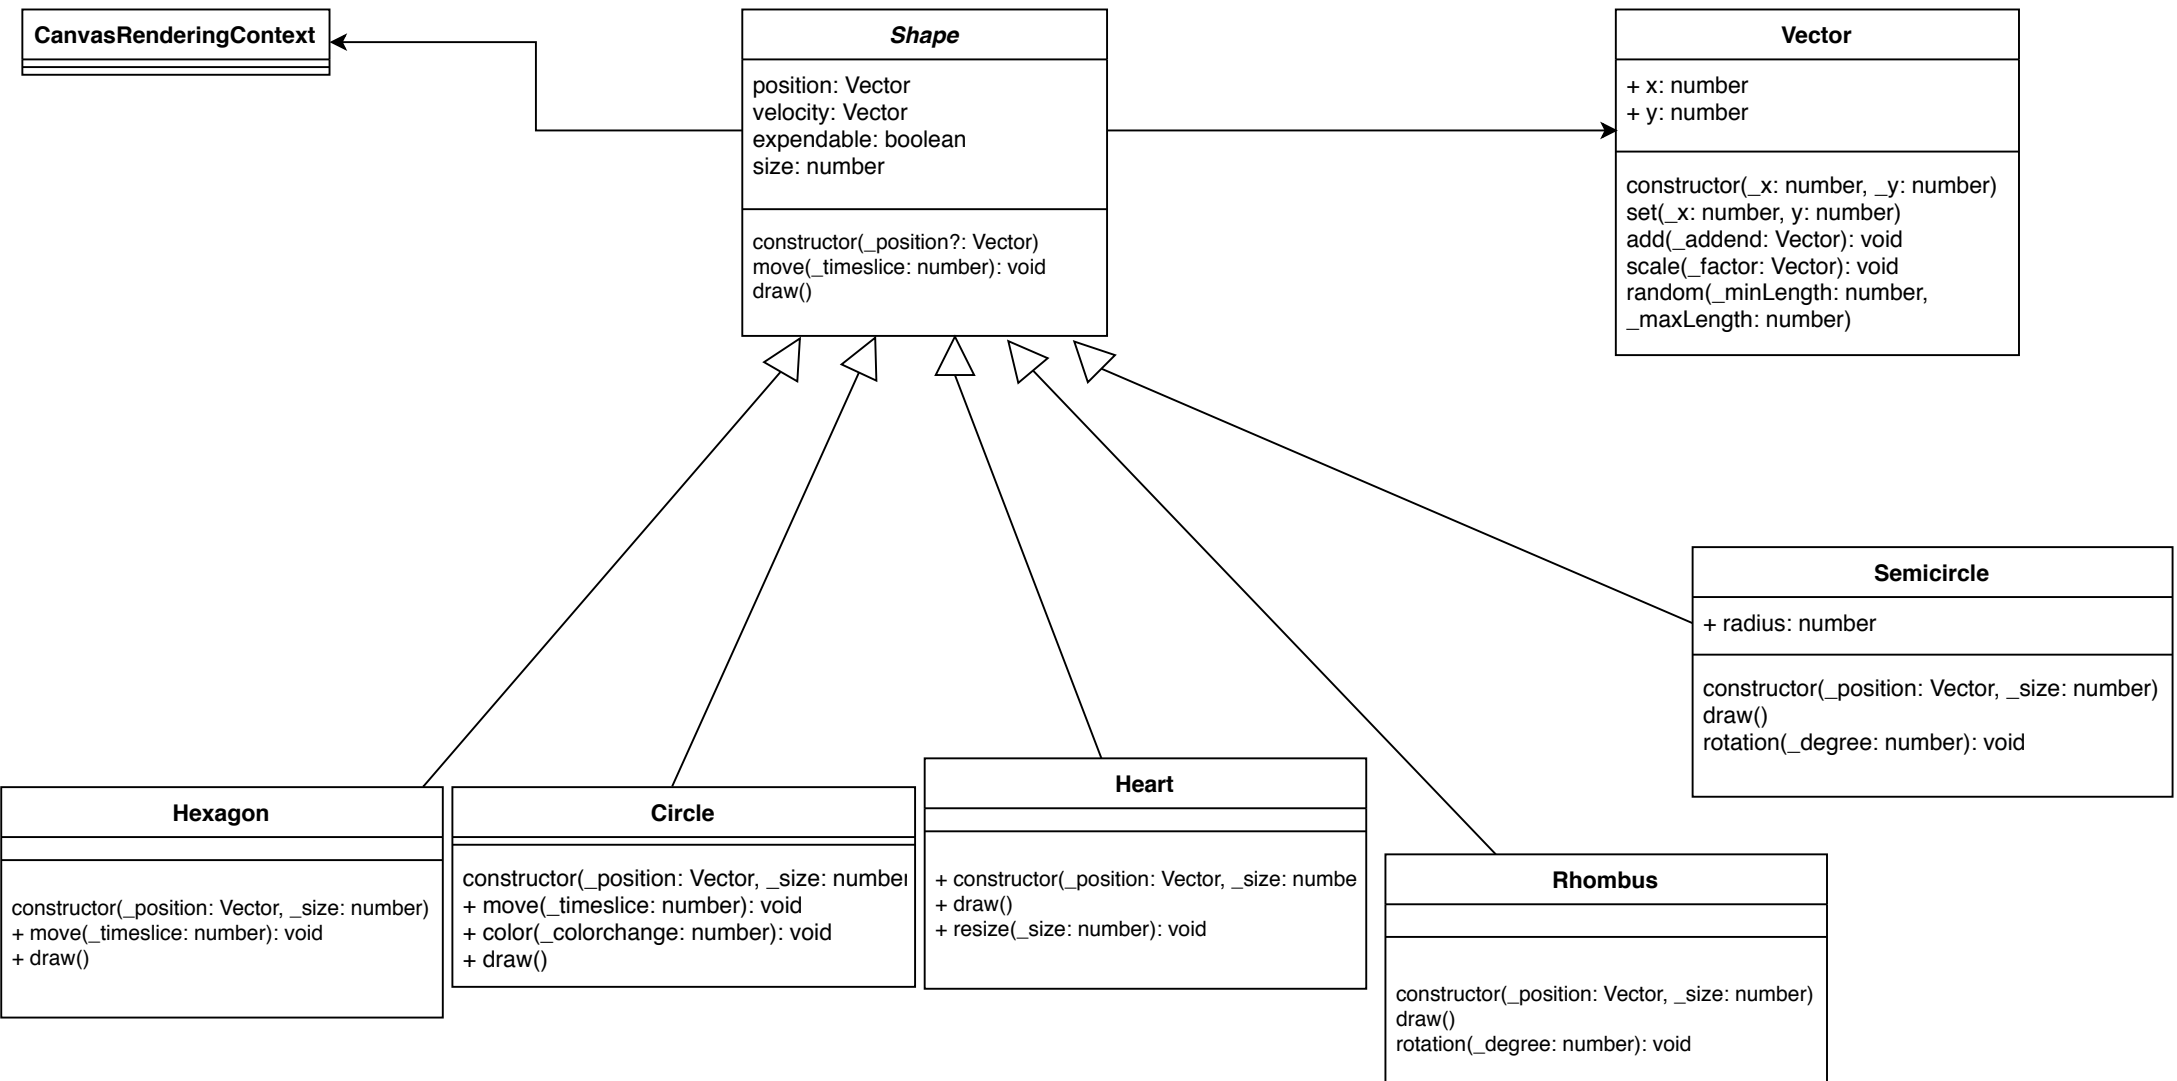 CanvasRenderingContext
Shape
position: Vector
velocity: Vector
expendable: boolean
size: number
constructor(_position?: Vector)
move(_timeslice: number): void
draw()
Vector
+ x: number
+ y: number
constructor(_x: number, _y: number)
set(_x: number, y: number)
add(_addend: Vector): void
scale(_factor: Vector): void
random(_minLength: number,
_maxLength: number)
Semicircle
+ radius: number
constructor(_position: Vector, _size: number)
draw()
rotation(_degree: number): void
Hexagon
constructor(_position: Vector, _size: number)
+ move(_timeslice: number): void
+ draw()
Circle
constructor(_position: Vector, _size: number
+ move(_timeslice: number): void
+ color(_colorchange: number): void
+ draw()
Heart
+ constructor(_position: Vector, _size: numbe
+ draw()
+ resize(_size: number): void
Rhombus
constructor(_position: Vector, _size: number)
draw()
rotation(_degree: number): void